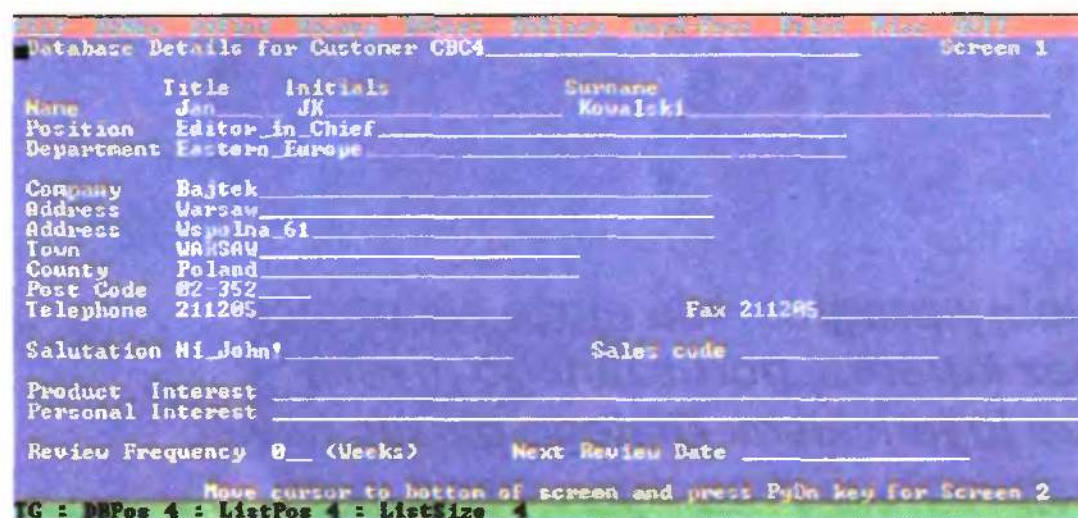 Database Details for Customer CBC4 Screen 1
Title Initials Surname
Name Jan JK Kowalski
Position Editor_in_Chief
Department Eastern_Europe
Company Bajtek
Address Warsaw
Address Wspolna_61
Town WARSAW
County Poland
Post Code 02-352
Telephone 211205 Fax 211205
Salutation Hi_John! Sales code
Product Interest
Personal Interest
Review Frequency 0 (Weeks) Next Review Date
Move cursor to bottom of screen and press PgDn key for Screen 2
TG : DBPos 4 : ListPos 4 : ListSize 4